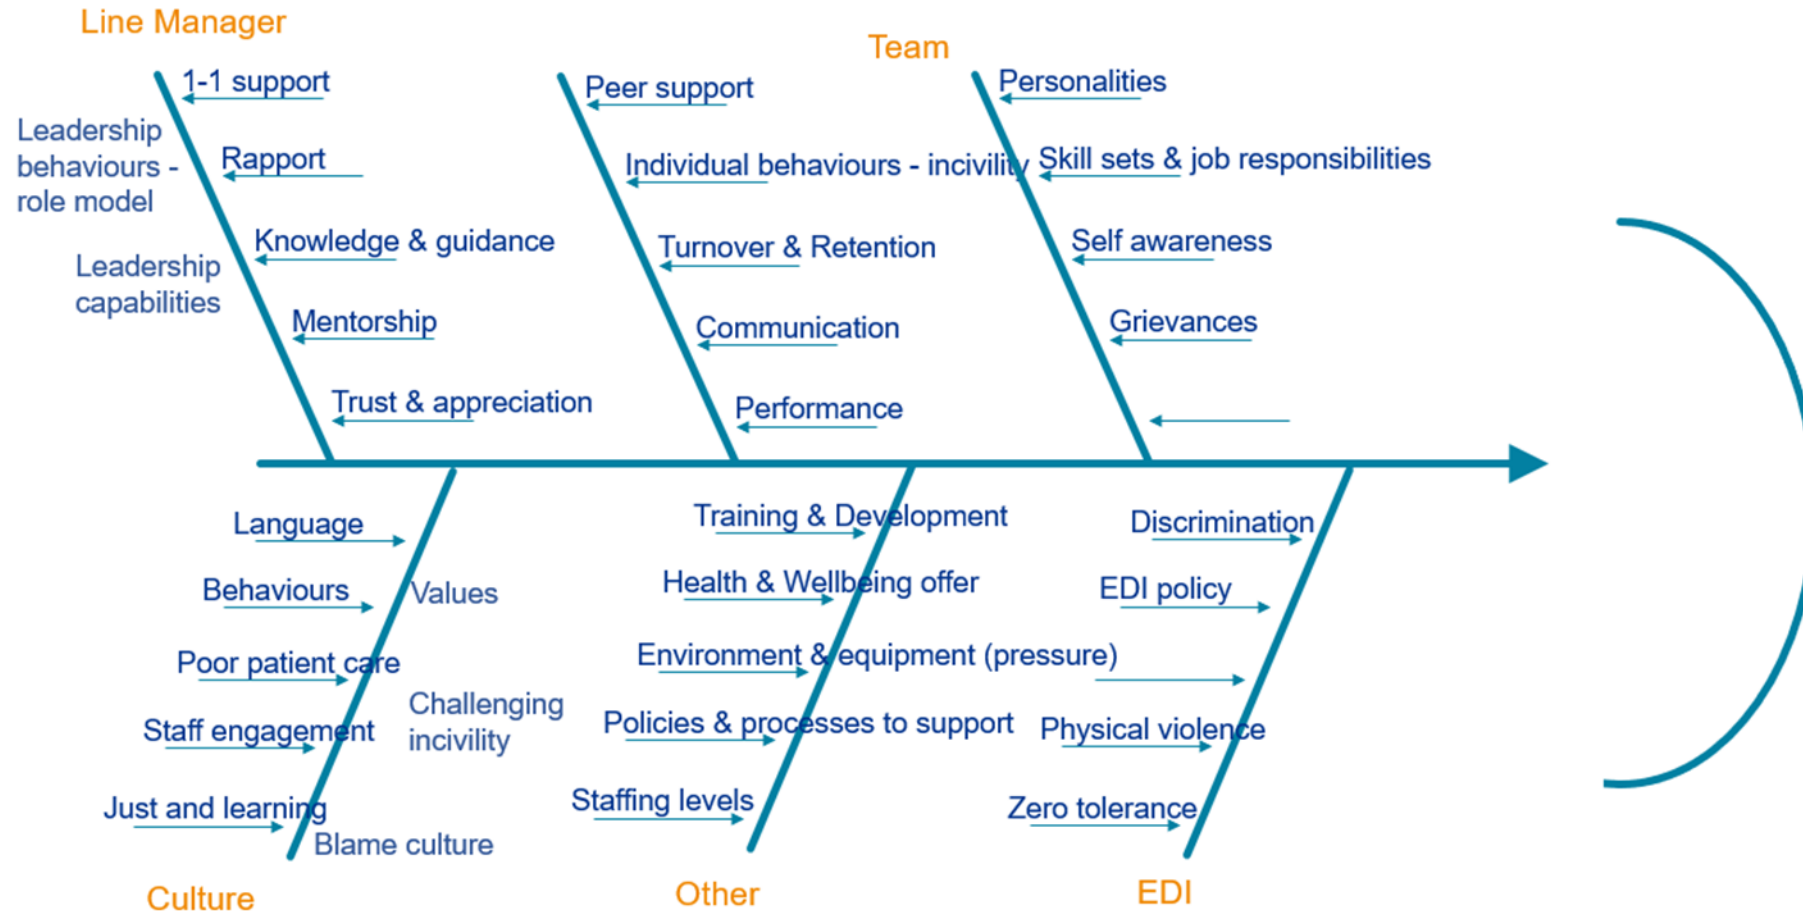 Line Manager
1-1 support
Leadership
behaviours -
role model
Rapport
Knowledge & guidance
Leadership
capabilities
Mentorship
Trust & appreciation
Team
Peer support
Individual behaviours - incivility
Turnover & Retention
Communication
Performance
Personalities
Skill sets & job responsibilities
Self awareness
Grievances
Language
Behaviours
Values
Poor patient care
Challenging
incivility
Staff engagement
Just and learning
Blame culture
Culture
Training & Development
Health & Wellbeing offer
Environment & equipment (pressure)
Policies & processes to support
Staffing levels
Other
Discrimination
EDI policy
Physical violence
Zero tolerance
EDI